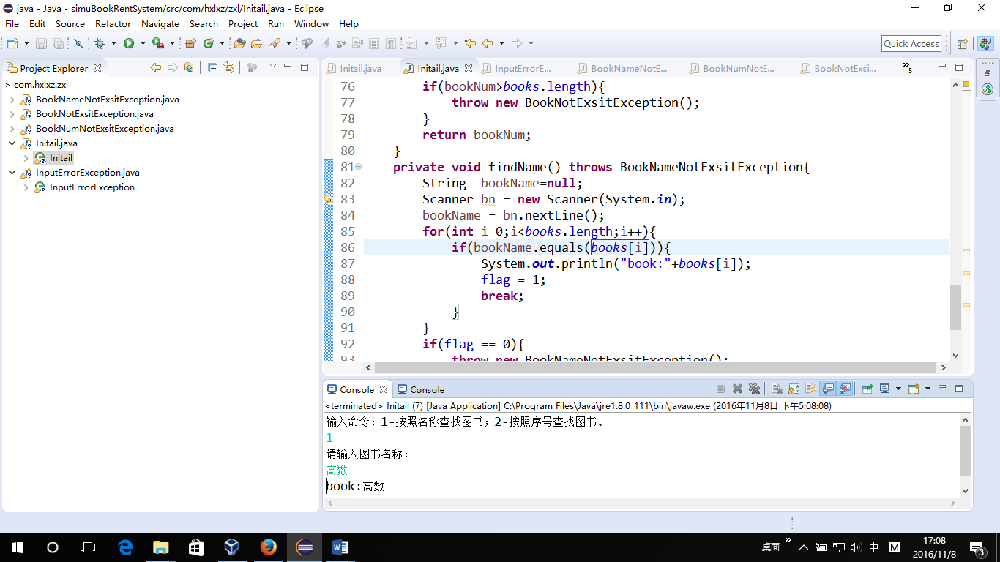 java - Java - simuBookRentSystem/src/com/hxlxz/zxl/Initail.java - Eclipse
File Edit Source Refactor Navigate Search Project Run Window Help
Quick Access
Project Explorer
> com.hxlxz.zxl
BookNameNotExsitException.java
BookNotExsitException.java
BookNumNotExsitException.java
Initail.java
Initail
InputErrorException.java
InputErrorException
Initail.java Initail.java InputErrorE... BookNameNotE... BookNumNotE... BookNotExsi... »5
76 if(bookNum>books.length){
77 throw new BookNotExsitException();
78 }
79 return bookNum;
80 }
81 private void findName() throws BookNameNotExsitException{
82 String  bookName=null;
83 Scanner bn = new Scanner(System.in);
84 bookName = bn.nextLine();
85 for(int i=0;i<books.length;i++){
86 if(bookName.equals(books[i])){
87 System.out.println("book:"+books[i]);
88 flag = 1;
89 break;
90 }
91 }
92 if(flag == 0){
93 throw new BookNameNotExsitException();
Console Console
<terminated> Initail (7) [Java Application] C:\Program Files\Java\jre1.8.0_111\bin\javaw.exe (2016年11月8日 下午5:08:08)
输入命令：1-按照名称查找图书；2-按照序号查找图书.
1
请输入图书名称：
高数
book:高数
桌面 » 中 M 17:08
2016/11/8 3